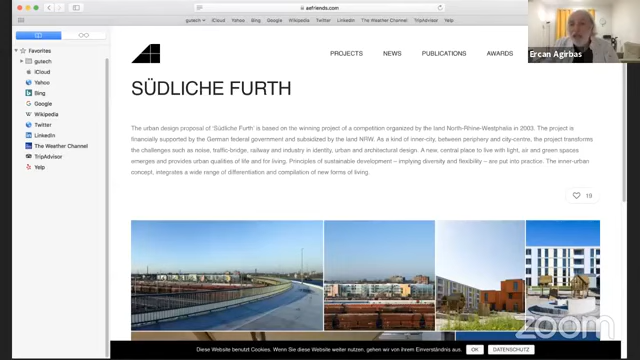 aefriends.com
gutech iCloud Yahoo Bing Google Wikipedia Twitter LinkedIn The Weather Channel TripAdvisor Yelp
Favorites
gutech
iCloud
Yahoo
Bing
Google
Wikipedia
Twitter
LinkedIn
The Weather Channel
TripAdvisor
Yelp
PROJECTS NEWS PUBLICATIONS AWARDS
Ercan Agirbas
SÜDLICHE FURTH
The urban design proposal of 'Südliche Furth' is based on the winning project of a competition organized by the land North-Rhine-Westphalia in 2003. The project is
financially supported by the German federal government and subsidized by the land NRW. As a kind of inner-city, between periphery and city-centre, the project transforms
the challenges such as noise, traffic-bridge, railway and industry in identity, urban and architectural design. A new, central place to live with light, air and green spaces
emerges and provides urban qualities of life and for living. Principles of sustainable development – implying diversity and flexibility – are put into practice. The inner-urban
concept, integrates a wide range of differentiation and compilation of new forms of living.
19
Diese Website benutzt Cookies. Wenn Sie diese Website weiter nutzen, gehen wir von Ihrem Einverständnis aus. OK DATENSCHUTZ
zoom